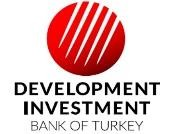 DEVELOPMENT
INVESTMENT
BANK OF TURKEY